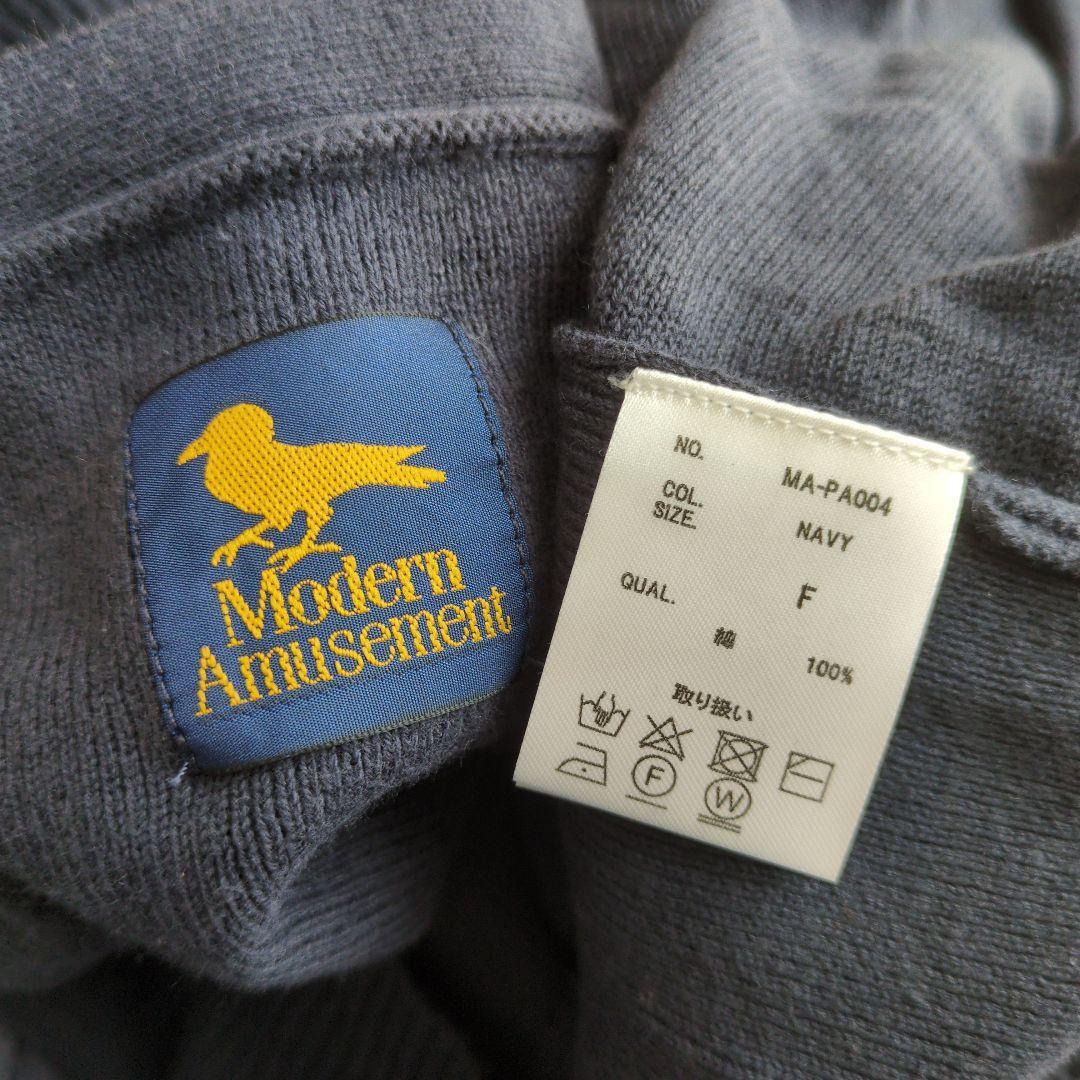 Modern
Amusement
NO. MA-PA004
COL. NAVY
SIZE. F
QUAL. 綿 100%
取り扱い
F
W